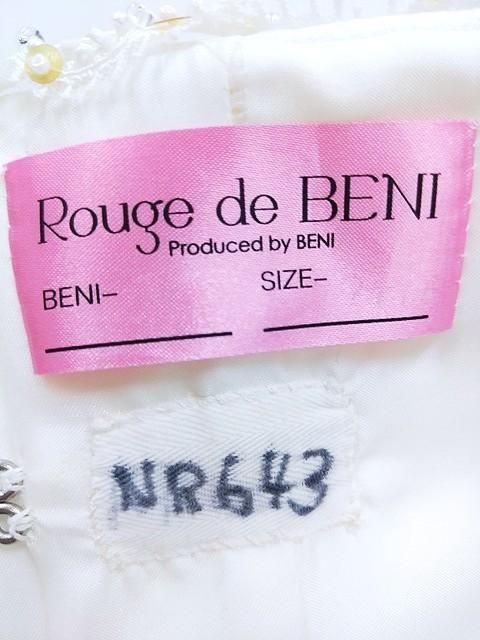 Rouge de BENI
Produced by BENI
BENI–
SIZE–
NR643